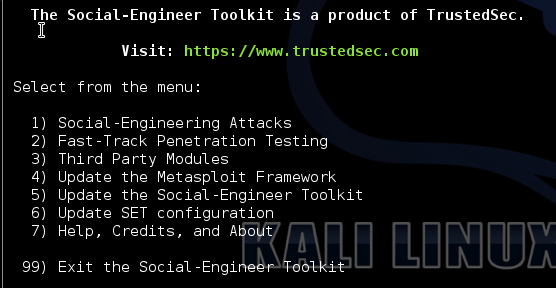 The Social-Engineer Toolkit is a product of TrustedSec.
Visit: https://www.trustedsec.com
Select from the menu:
1) Social-Engineering Attacks
2) Fast-Track Penetration Testing
3) Third Party Modules
4) Update the Metasploit Framework
5) Update the Social-Engineer Toolkit
6) Update SET configuration
7) Help, Credits, and About
KALI LINUX
99) Exit the Social-Engineer Toolkit